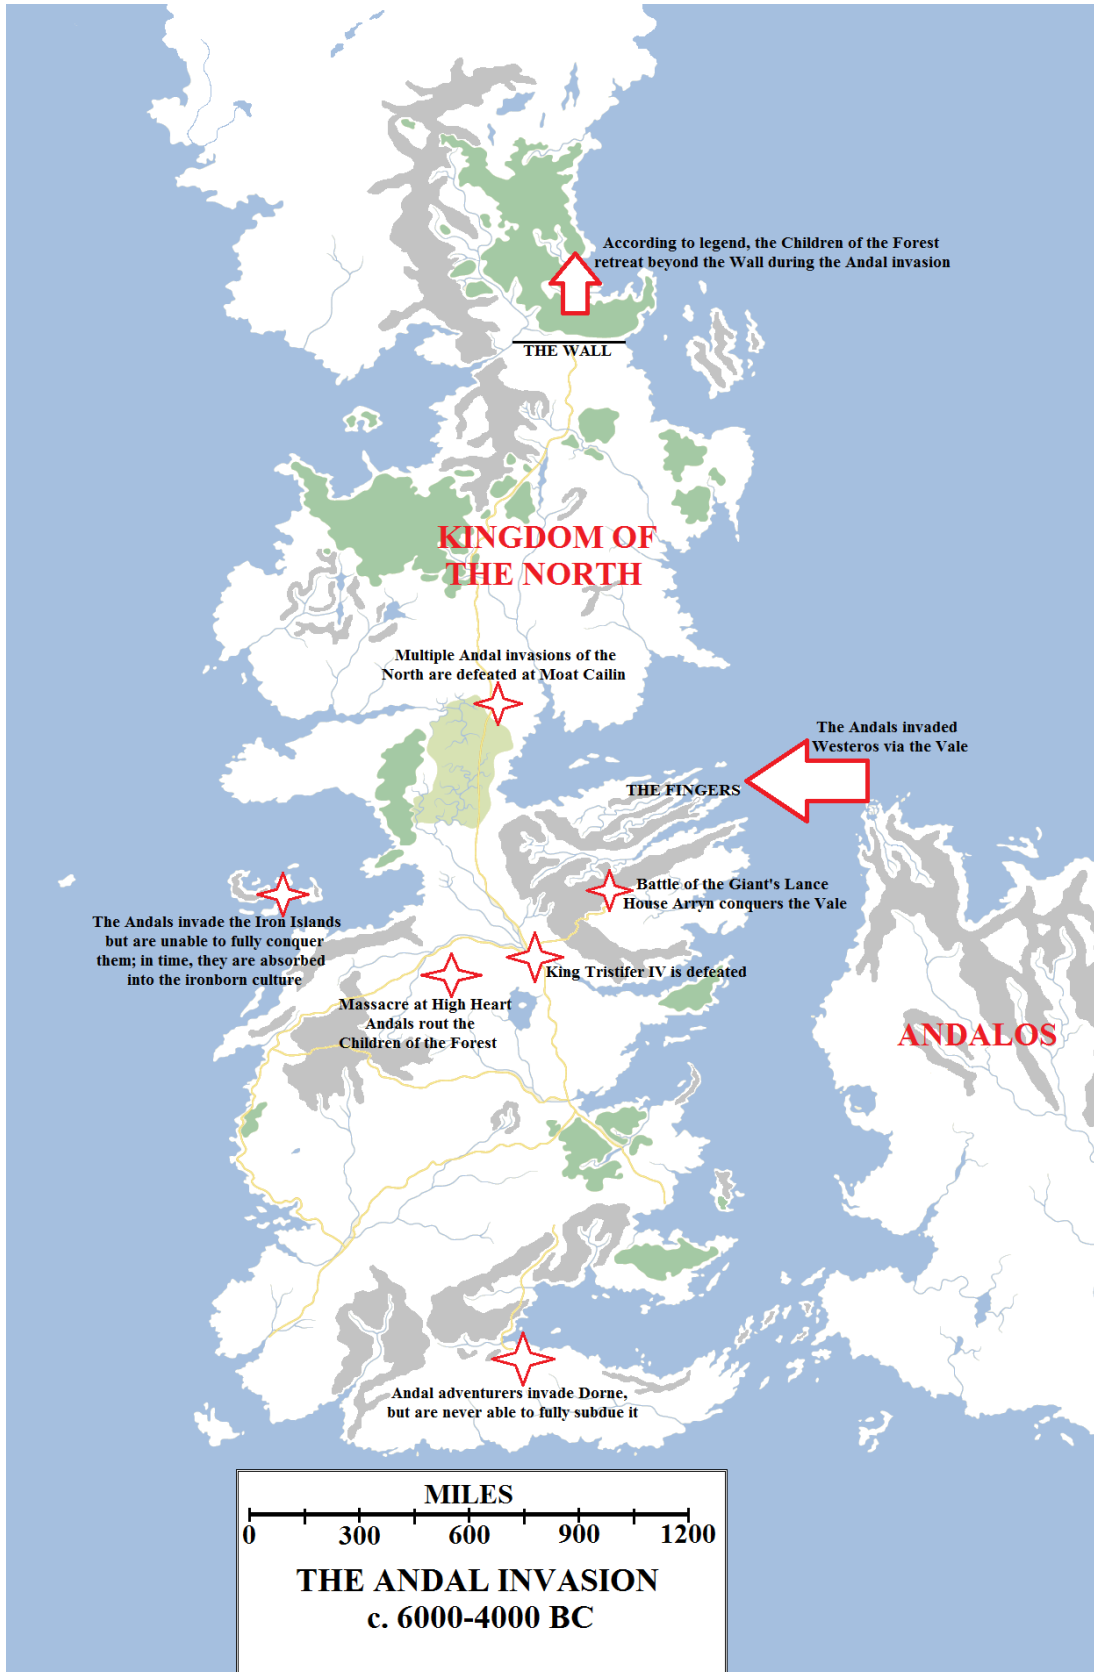 According to legend, the Children of the Forest
retreat beyond the Wall during the Andal invasion
THE WALL
KINGDOM OF
THE NORTH
Multiple Andal invasions of the
North are defeated at Moat Cailin
The Andals invaded
Westeros via the Vale
THE FINGERS
Battle of the Giant's Lance
House Arryn conquers the Vale
The Andals invade the Iron Islands
but are unable to fully conquer
them; in time, they are absorbed
into the ironborn culture
King Tristifer IV is defeated
Massacre at High Heart
Andals rout the
Children of the Forest
ANDALOS
Andal adventurers invade Dorne,
but are never able to fully subdue it
MILES
0 300 600 900 1200
THE ANDAL INVASION
c. 6000-4000 BC